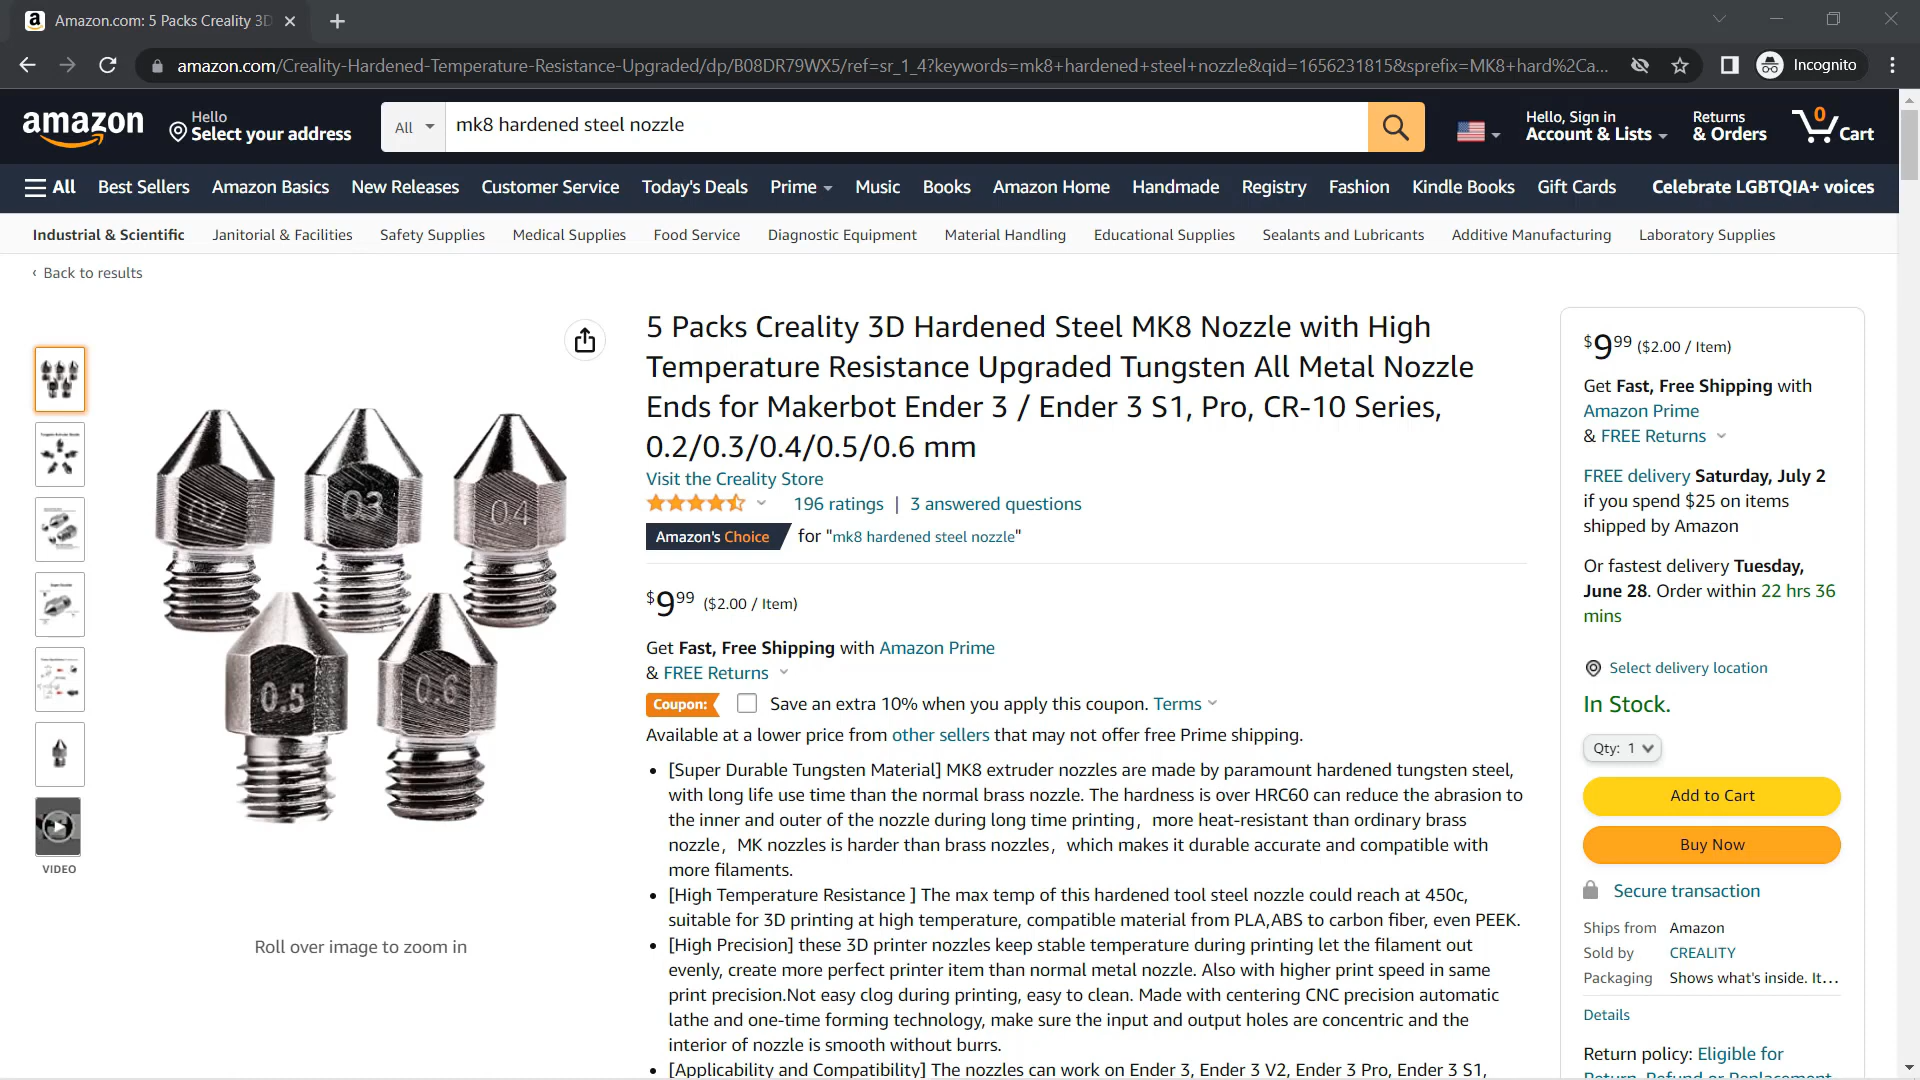 Amazon.com: 5 Packs Creality 3D
amazon.com/Creality-Hardened-Temperature-Resistance-Upgraded/dp/B08DR79WX5/ref=sr_1_4?keywords=mk8+hardened+steel+nozzle&qid=1656231815&sprefix=MK8+hard%2Ca...
Incognito
amazon
Hello
Select your address
All
mk8 hardened steel nozzle
Hello, Sign in
Account & Lists
Returns
& Orders
0
Cart
All
Best Sellers
Amazon Basics
New Releases
Customer Service
Today's Deals
Prime
Music
Books
Amazon Home
Handmade
Registry
Fashion
Kindle Books
Gift Cards
Celebrate LGBTQIA+ voices
Industrial & Scientific
Janitorial & Facilities
Safety Supplies
Medical Supplies
Food Service
Diagnostic Equipment
Material Handling
Educational Supplies
Sealants and Lubricants
Additive Manufacturing
Laboratory Supplies
‹ Back to results
VIDEO
0.2
0.3
0.4
0.5
0.6
Roll over image to zoom in
5 Packs Creality 3D Hardened Steel MK8 Nozzle with High
Temperature Resistance Upgraded Tungsten All Metal Nozzle
Ends for Makerbot Ender 3 / Ender 3 S1, Pro, CR-10 Series,
0.2/0.3/0.4/0.5/0.6 mm
Visit the Creality Store
196 ratings | 3 answered questions
Amazon's Choice for "mk8 hardened steel nozzle"
$9.99 ($2.00 / Item)
Get Fast, Free Shipping with Amazon Prime
& FREE Returns
Coupon: Save an extra 10% when you apply this coupon. Terms
Available at a lower price from other sellers that may not offer free Prime shipping.
• [Super Durable Tungsten Material] MK8 extruder nozzles are made by paramount hardened tungsten steel,
with long life use time than the normal brass nozzle. The hardness is over HRC60 can reduce the abrasion to
the inner and outer of the nozzle during long time printing，more heat-resistant than ordinary brass
nozzle，MK nozzles is harder than brass nozzles，which makes it durable accurate and compatible with
more filaments.
• [High Temperature Resistance ] The max temp of this hardened tool steel nozzle could reach at 450c,
suitable for 3D printing at high temperature, compatible material from PLA,ABS to carbon fiber, even PEEK.
• [High Precision] these 3D printer nozzles keep stable temperature during printing let the filament out
evenly, create more perfect printer item than normal metal nozzle. Also with higher print speed in same
print precision.Not easy clog during printing, easy to clean. Made with centering CNC precision automatic
lathe and one-time forming technology, make sure the input and output holes are concentric and the
interior of nozzle is smooth without burrs.
• [Applicability and Compatibility] The nozzles can work on Ender 3, Ender 3 V2, Ender 3 Pro, Ender 3 S1,
$9.99 ($2.00 / Item)
Get Fast, Free Shipping with
Amazon Prime
& FREE Returns
FREE delivery Saturday, July 2
if you spend $25 on items
shipped by Amazon
Or fastest delivery Tuesday,
June 28. Order within 22 hrs 36
mins
Select delivery location
In Stock.
Qty: 1
Add to Cart
Buy Now
Secure transaction
Ships from Amazon
Sold by CREALITY
Packaging Shows what's inside. It...
Details
Return policy: Eligible for
Return, Refund or Replacement